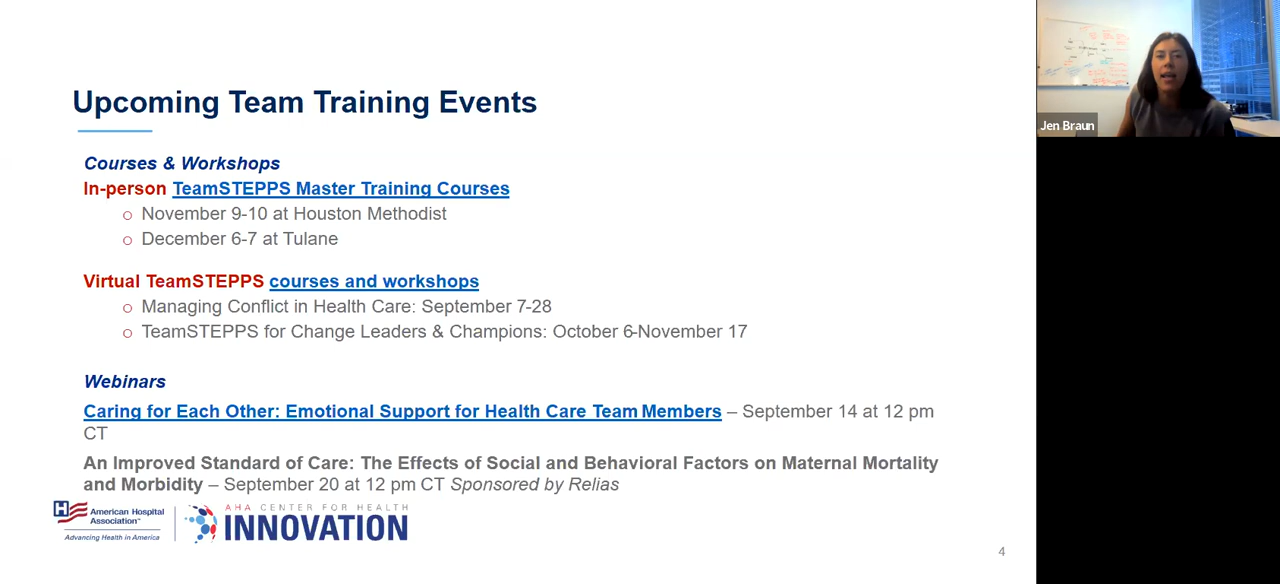 Upcoming Team Training Events
Courses & Workshops
In-person TeamSTEPPS Master Training Courses
○ November 9-10 at Houston Methodist
○ December 6-7 at Tulane
Virtual TeamSTEPPS courses and workshops
○ Managing Conflict in Health Care: September 7-28
○ TeamSTEPPS for Change Leaders & Champions: October 6-November 17
Webinars
Caring for Each Other: Emotional Support for Health Care Team Members – September 14 at 12 pm
CT
An Improved Standard of Care: The Effects of Social and Behavioral Factors on Maternal Mortality
and Morbidity – September 20 at 12 pm CT Sponsored by Relias
H American Hospital
Association™
Advancing Health in America
AHA CENTER FOR HEALTH
INNOVATION
4
Jen Braun